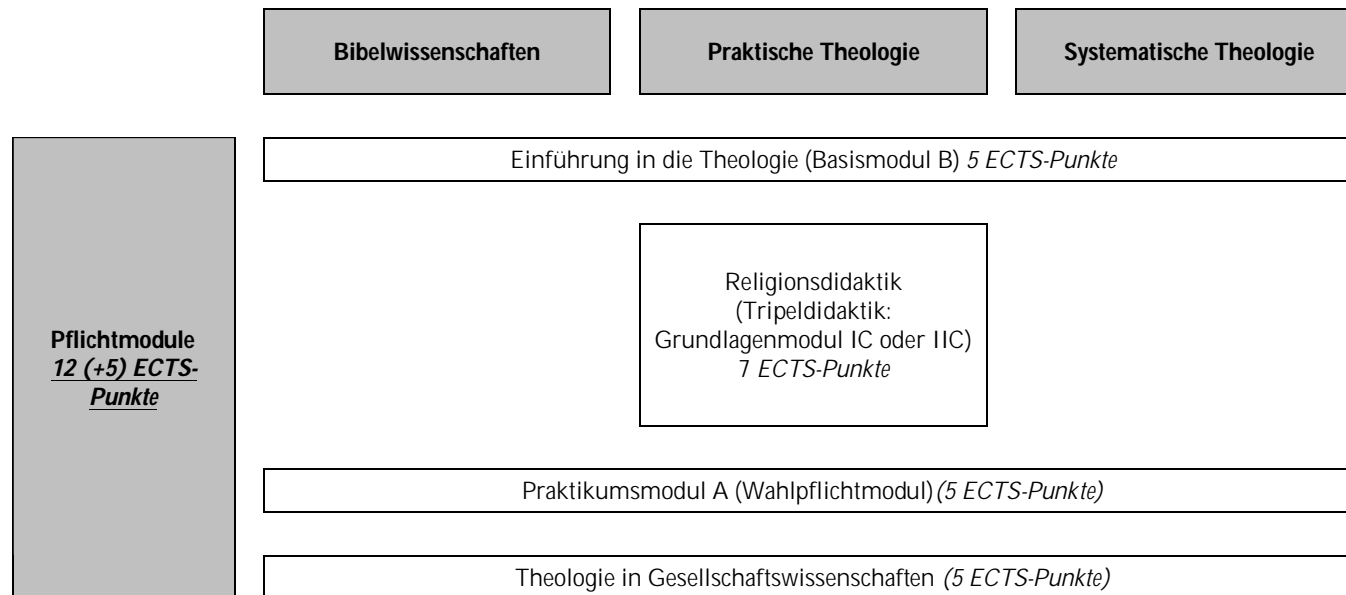 Bibelwissenschaften
Praktische Theologie
Systematische Theologie
Einführung in die Theologie (Basismodul B) 5 ECTS-Punkte
Religionsdidaktik
(Tripeldidaktik:
Grundlagenmodul IC oder IIC)
7 ECTS-Punkte
Pflichtmodule
12 (+5) ECTS-
Punkte
Praktikumsmodul A (Wahlpflichtmodul) (5 ECTS-Punkte)
Theologie in Gesellschaftswissenschaften (5 ECTS-Punkte)